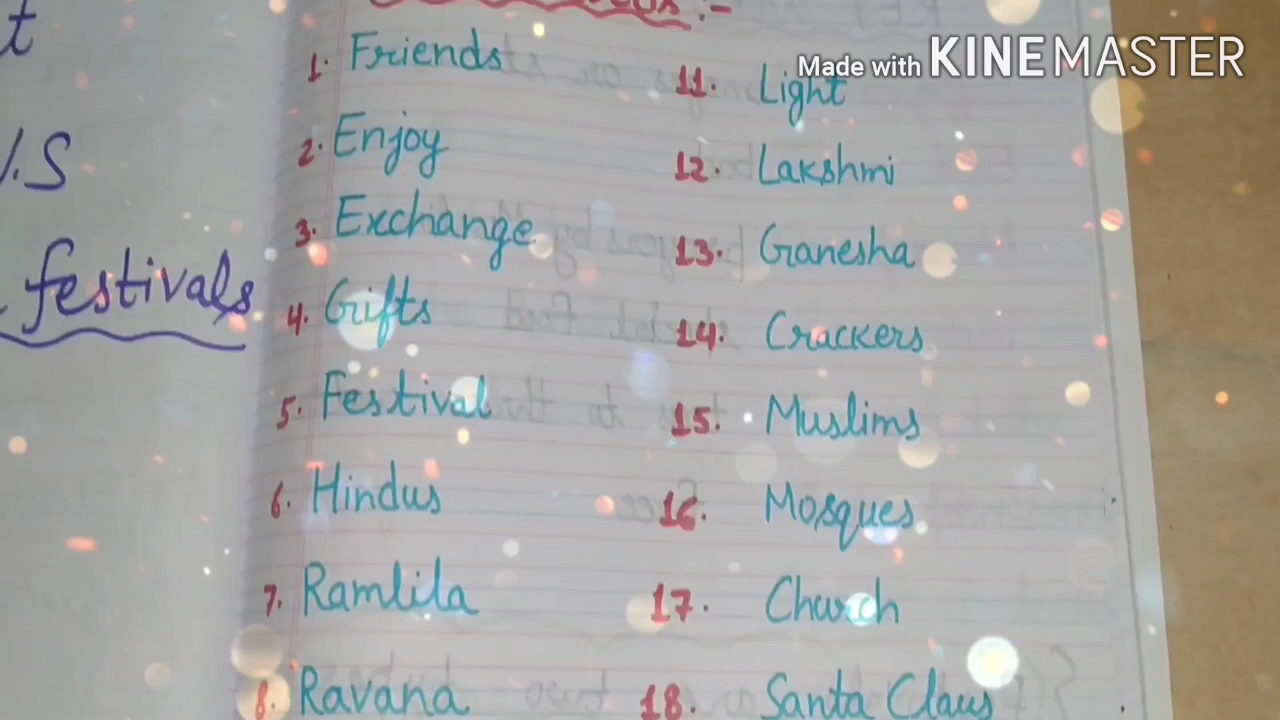 t
1.S
festivals
:-
1. Friends
2. Enjoy
3. Exchange
4. Gifts
5. Festival
6. Hindus
7. Ramlila
8. Ravana
Made with KINEMASTER
11. Light
12. Lakshmi
13. Ganesha
14. Crackers
15. Muslims
16. Mosques
17. Church
18. Santa Claus